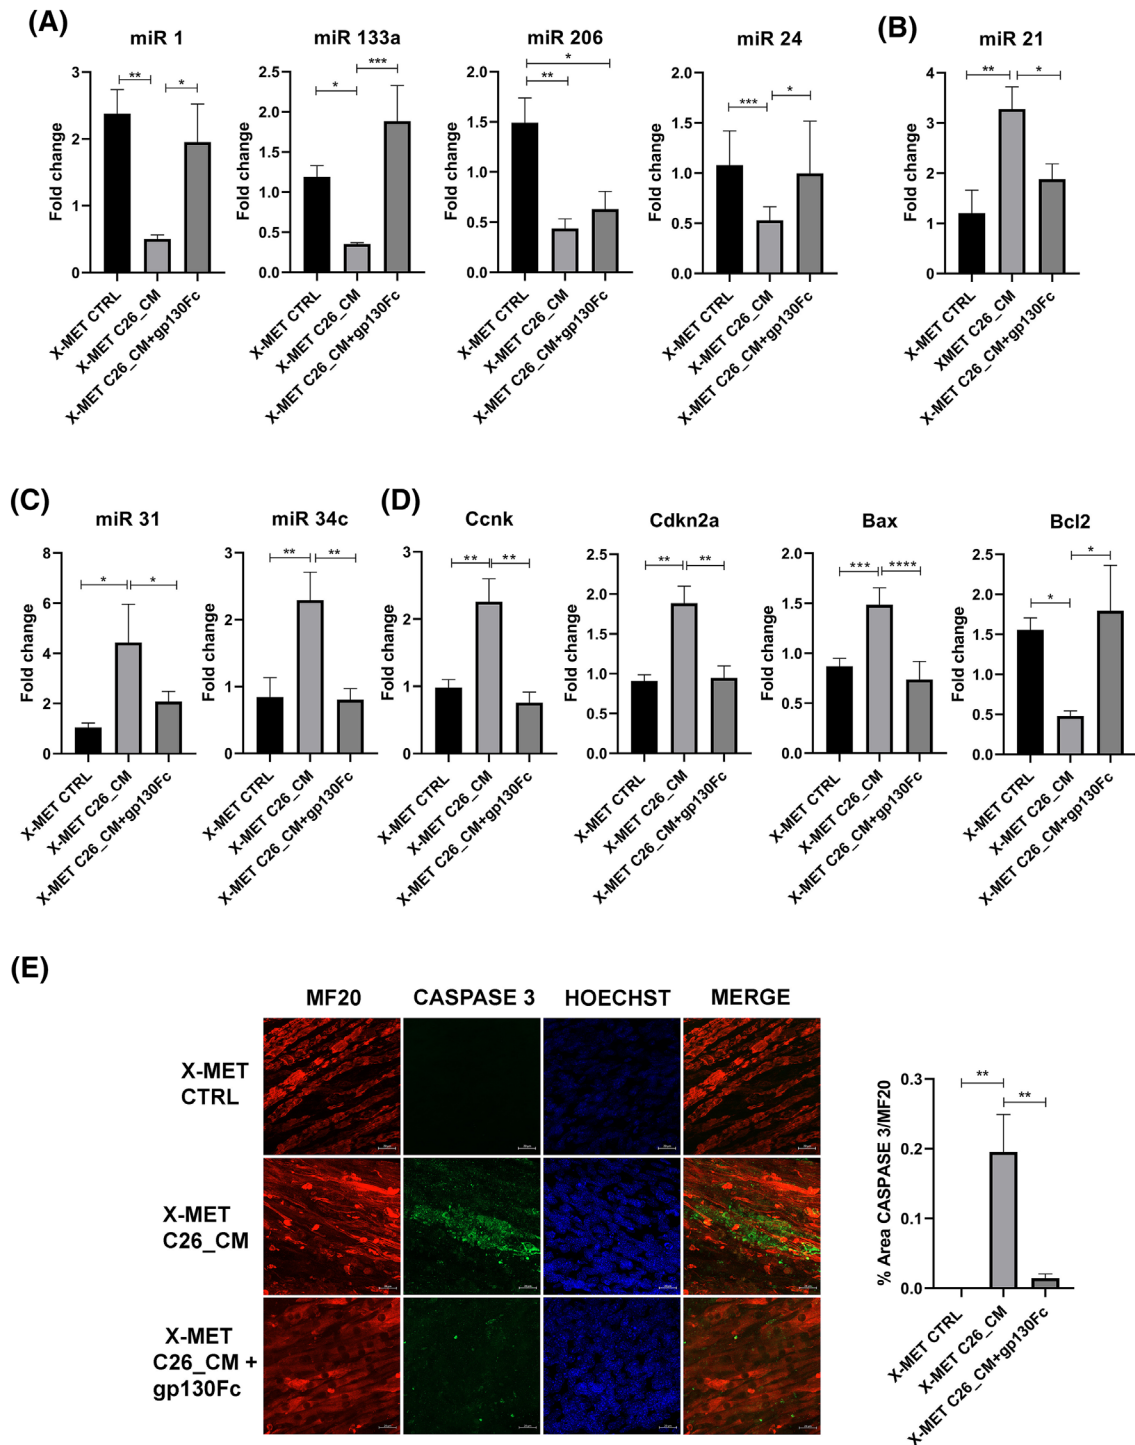 (A)
miR 1
Fold change
3
2
1
0
**
*
X-MET CTRL
X-MET C26_CM
X-MET C26_CM+gp130Fc
miR 133a
Fold change
2.5
2.0
1.5
1.0
0.5
0.0
*
***
X-MET CTRL
X-MET C26_CM
X-MET C26_CM+gp130Fc
miR 206
Fold change
2.0
1.5
1.0
0.5
0.0
*
**
X-MET CTRL
X-MET C26_CM
X-MET C26_CM+gp130Fc
miR 24
Fold change
2.0
1.5
1.0
0.5
0.0
***
*
X-MET CTRL
X-MET C26_CM
X-MET C26_CM+gp130Fc
(B)
miR 21
Fold change
4
3
2
1
0
**
*
X-MET CTRL
XMET C26_CM
X-MET C26_CM+gp130Fc
(C)
miR 31
Fold change
8
6
4
2
0
*
*
X-MET CTRL
X-MET C26_CM
X-MET C26_CM+gp130Fc
miR 34c
Fold change
3
2
1
0
**
**
X-MET CTRL
X-MET C26_CM
X-MET C26_CM+gp130Fc
(D)
Ccnk
Fold change
3
2
1
0
**
**
X-MET CTRL
X-MET C26_CM
X-MET C26_CM+gp130Fc
Cdkn2a
Fold change
2.5
2.0
1.5
1.0
0.5
0.0
**
**
X-MET CTRL
X-MET C26_CM
X-MET C26_CM+gp130Fc
Bax
Fold change
2.0
1.5
1.0
0.5
0.0
***
****
X-MET CTRL
X-MET C26_CM
X-MET C26_CM+gp130Fc
Bcl2
Fold change
2.5
2.0
1.5
1.0
0.5
0.0
*
*
X-MET CTRL
X-MET C26_CM
X-MET C26_CM+gp130Fc
(E)
MF20
CASPASE 3
HOECHST
MERGE
X-MET
CTRL
X-MET
C26_CM
X-MET
C26_CM +
gp130Fc
% Area CASPASE 3/MF20
0.3
0.2
0.1
0.0
**
**
X-MET CTRL
X-MET C26_CM
X-MET C26_CM+gp130Fc